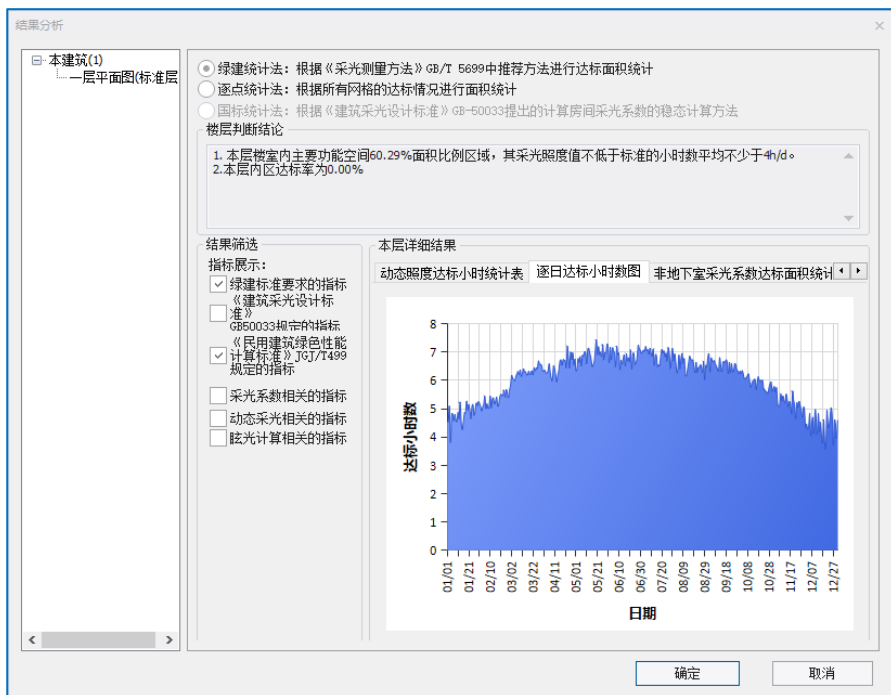 结果分析
本建筑(1)
一层平面图(标准层
绿建统计法: 根据《采光测量方法》GB/T 5699中推荐方法进行达标面积统计
逐点统计法: 根据所有网格的达标情况进行面积统计
国标统计法: 根据《建筑采光设计标准》GB-50033提出的计算房间采光系数的稳态计算方法
楼层判断结论
1. 本层楼室内主要功能空间60.29%面积比例区域, 其采光照度值不低于标准的小时数平均不少于4h/d。
2.本层内区达标率为0.00%
结果筛选
指标展示:
绿建标准要求的指标
《建筑采光设计标
准》
GB50033规定的指标
《民用建筑绿色性能
计算标准》JGJ/T499
规定的指标
采光系数相关的指标
动态采光相关的指标
眩光计算相关的指标
本层详细结果
动态照度达标小时统计表
逐日达标小时数图
非地下室采光系数达标面积统计
达标小时数
8
7
6
5
4
3
2
1
0
01/01
01/21
02/10
03/02
03/22
04/11
05/01
05/21
06/10
06/30
07/20
08/09
08/29
09/18
10/08
10/28
11/17
12/07
12/27
日期
确定
取消